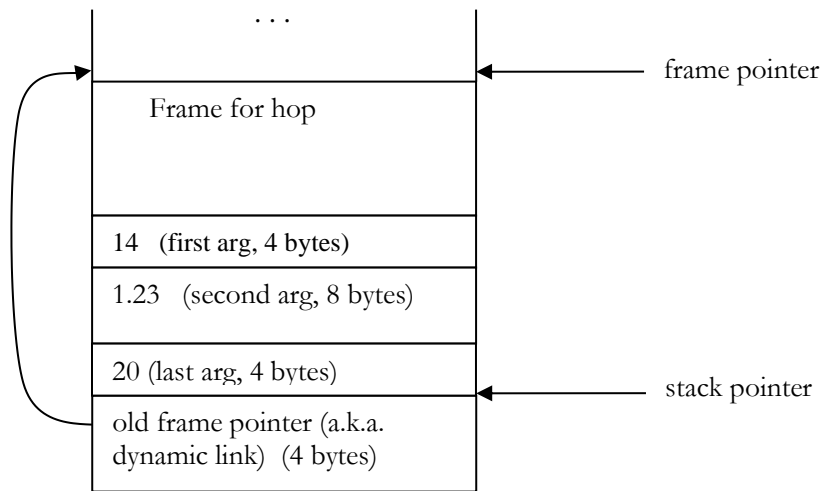 . . .
frame pointer
Frame for hop
14 (first arg, 4 bytes)
1.23 (second arg, 8 bytes)
20 (last arg, 4 bytes)
stack pointer
old frame pointer (a.k.a.
dynamic link) (4 bytes)